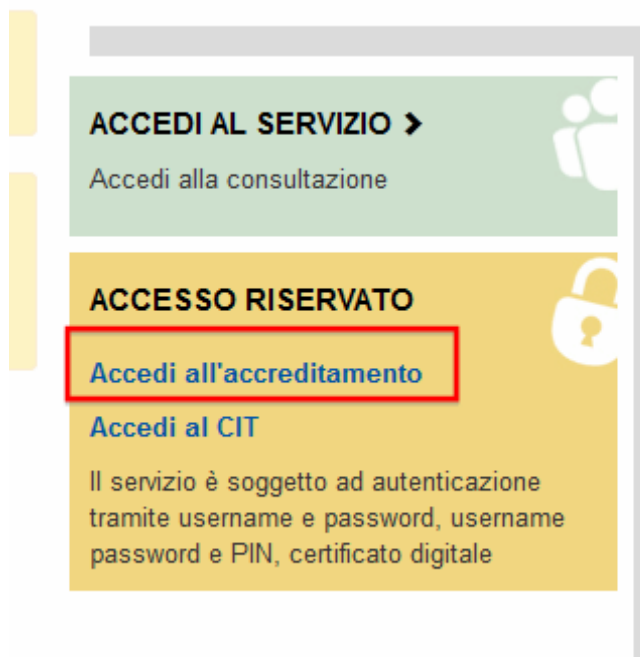 ACCEDI AL SERVIZIO >
Accedi alla consultazione
ACCESSO RISERVATO
Accedi all'accreditamento
Accedi al CIT
Il servizio è soggetto ad autenticazione
tramite username e password, username
password e PIN, certificato digitale